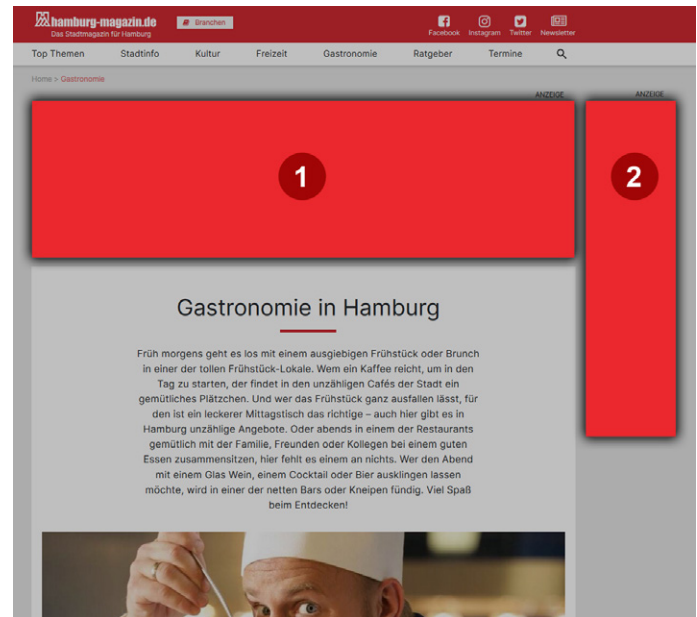 hamburg-magazin.de
Das Stadtmagazin für Hamburg
Branchen
Facebook Instagram Twitter Newsletter
Top Themen Stadtinfo Kultur Freizeit Gastronomie Ratgeber Termine
Home > Gastronomie
ANZEIGE ANZEIGE
1 2
Gastronomie in Hamburg
Früh morgens geht es los mit einem ausgiebigen Frühstück oder Brunch
in einer der tollen Frühstück-Lokale. Wem ein Kaffee reicht, um in den
Tag zu starten, der findet in den unzähligen Cafés der Stadt ein
gemütliches Plätzchen. Und wer das Frühstück ganz ausfallen lässt, für
den ist ein leckerer Mittagstisch das richtige – auch hier gibt es in
Hamburg unzählige Angebote. Oder abends in einem der Restaurants
gemütlich mit der Familie, Freunden oder Kollegen bei einem guten
Essen zusammensitzen, hier fehlt es einem an nichts. Wer den Abend
mit einem Glas Wein, einem Cocktail oder Bier ausklingen lassen
möchte, wird in einer der netten Bars oder Kneipen fündig. Viel Spaß
beim Entdecken!